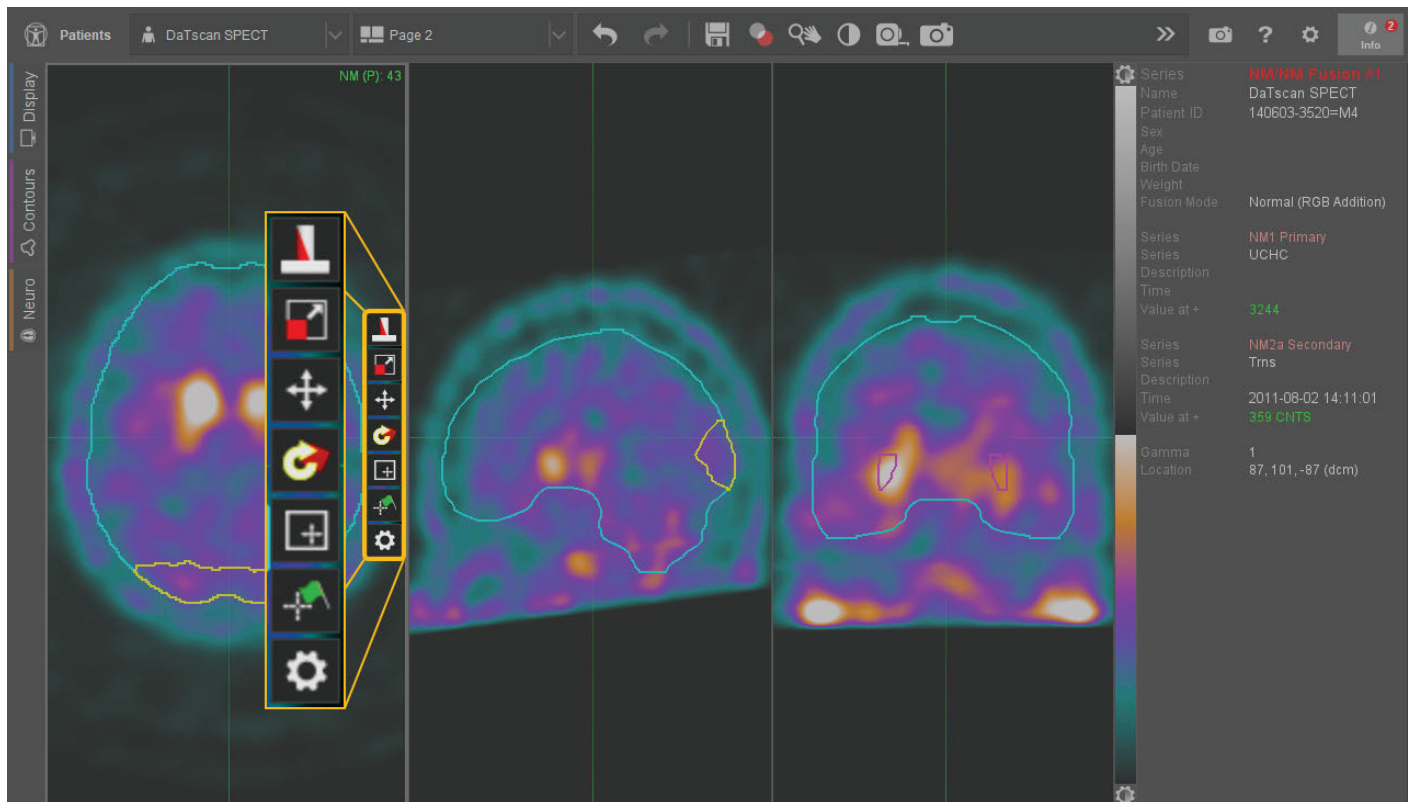 Patients
DaTscan SPECT
Page 2
2
Info
NM (P): 43
Display
Contours
Neuro
Series NM/NM Fusion #1
Name DaTscan SPECT
Patient ID 140603-3520=M4
Sex
Age
Birth Date
Weight
Fusion Mode Normal (RGB Addition)
Series NM1 Primary
Series UCHC
Description
Time
Value at + 3244
Series NM2a Secondary
Series Trns
Description
Time 2011-08-02 14:11:01
Value at + 359 CNTS
Gamma 1
Location 87, 101, -87 (dcm)